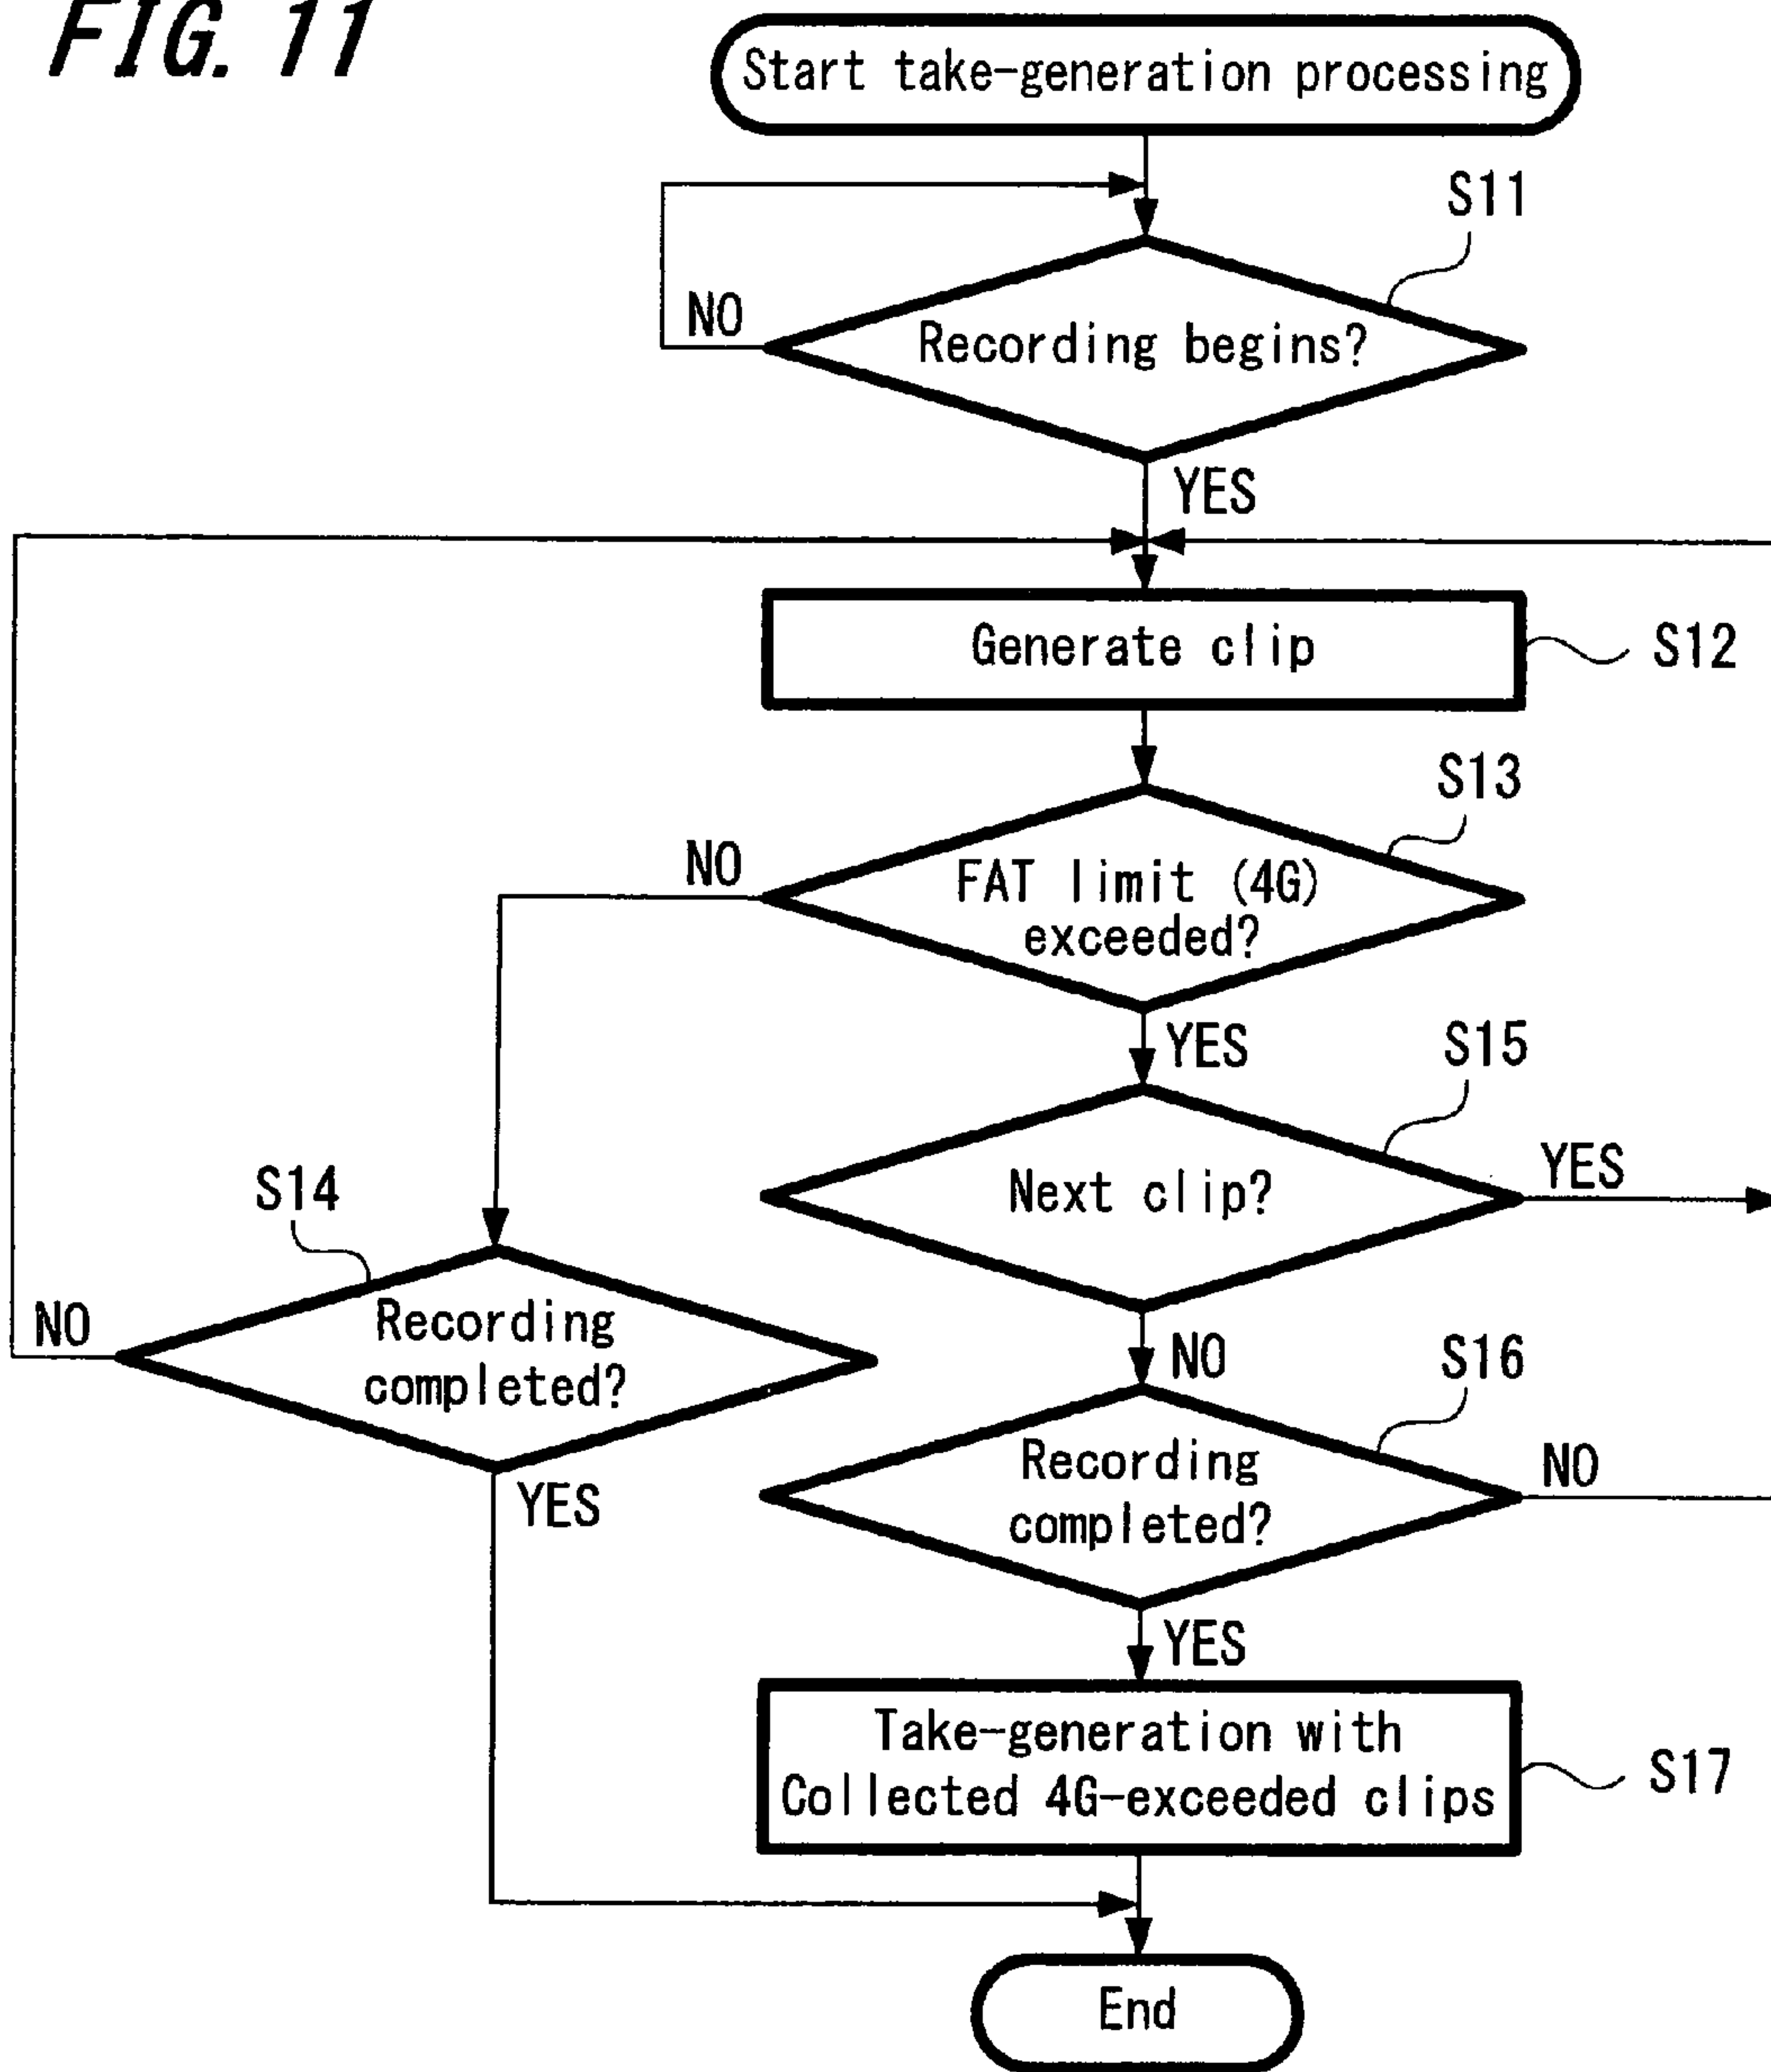 FIG. 11
Start take-generation processing
S11
NO
Recording begins?
YES
Generate clip
S12
S13
NO
FAT limit (4G)
exceeded?
YES
S15
Next clip?
YES
S14
NO
Recording
completed?
YES
NO
S16
Recording
completed?
NO
YES
Take-generation with
Collected 4G-exceeded clips
S17
End